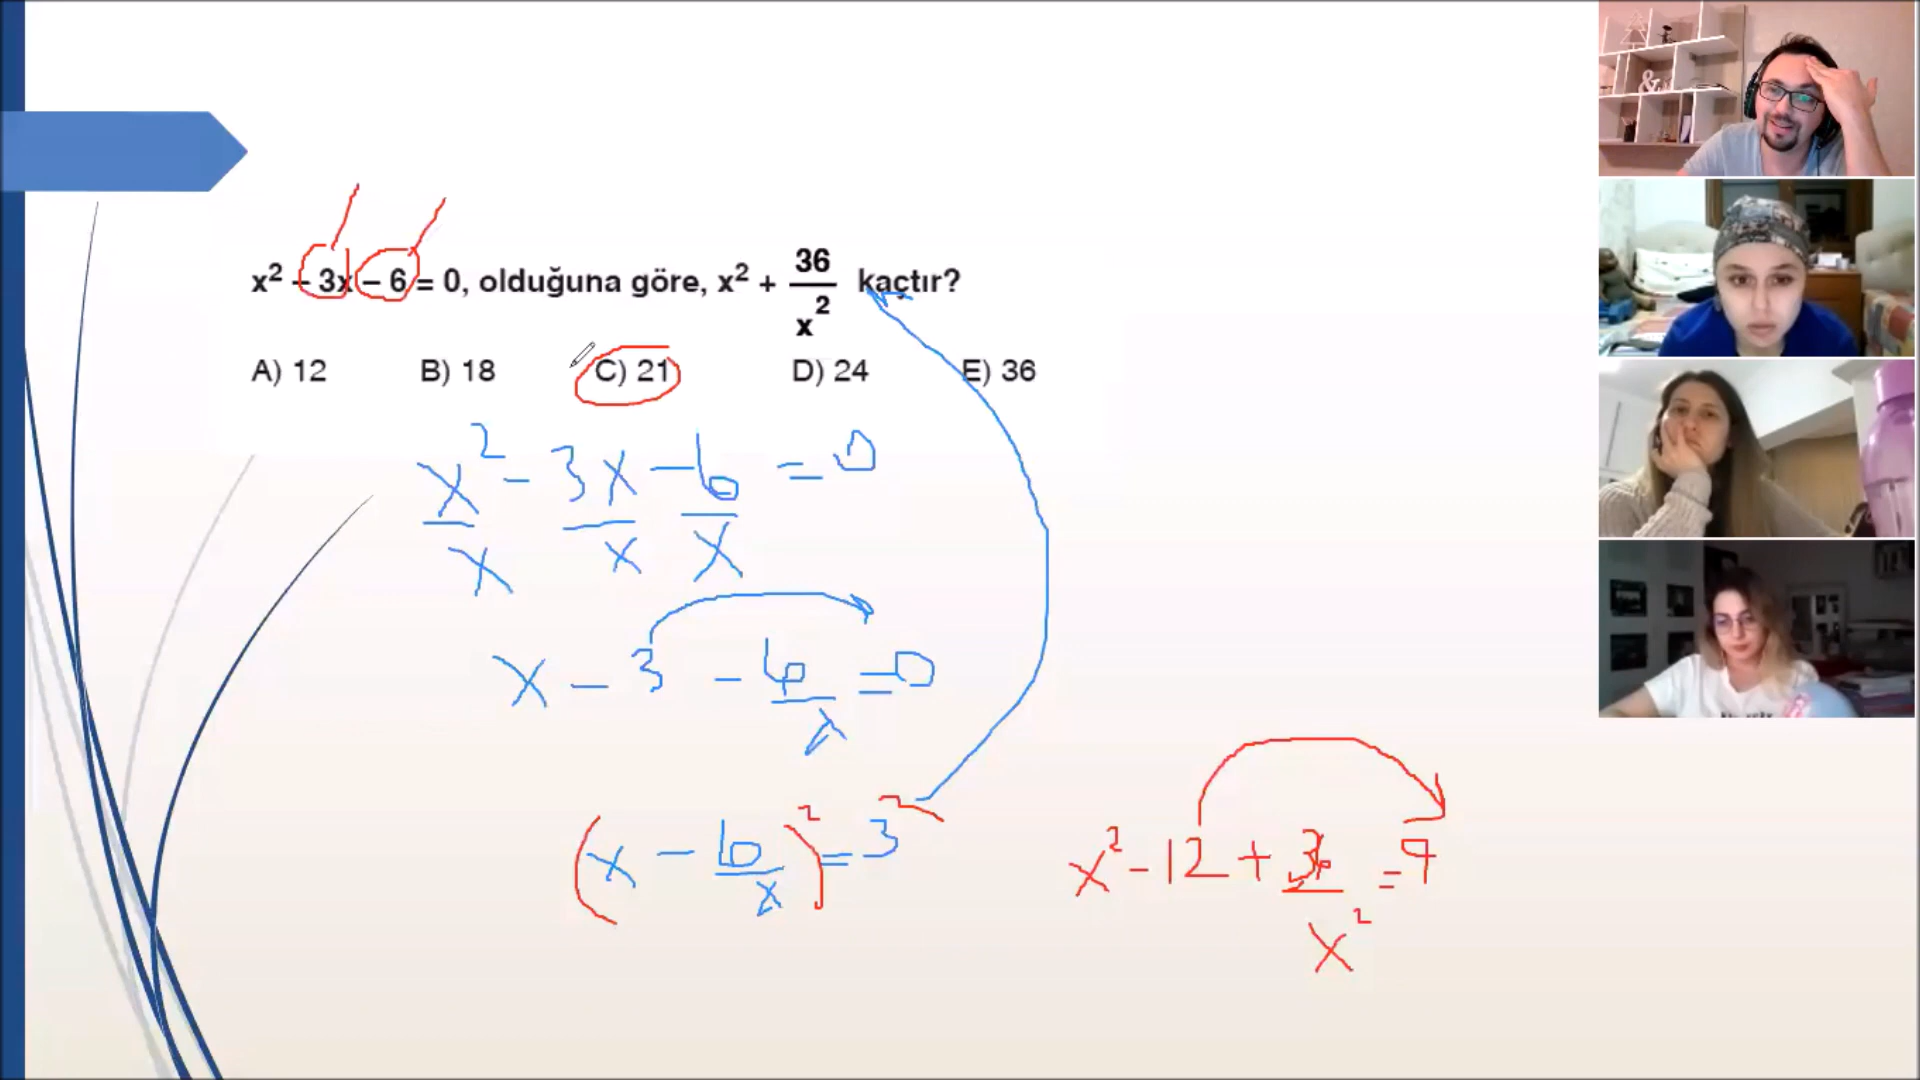 x² - 3x - 6 = 0, olduğuna göre, x² + 36/x² kaçtır?
A) 12 B) 18 C) 21 D) 24 E) 36
x²/x - 3x/x - 6/x = 0
x - 3 - 6/x = 0
(x - 6/x)² = 3²
x² - 12 + 36/x² = 9